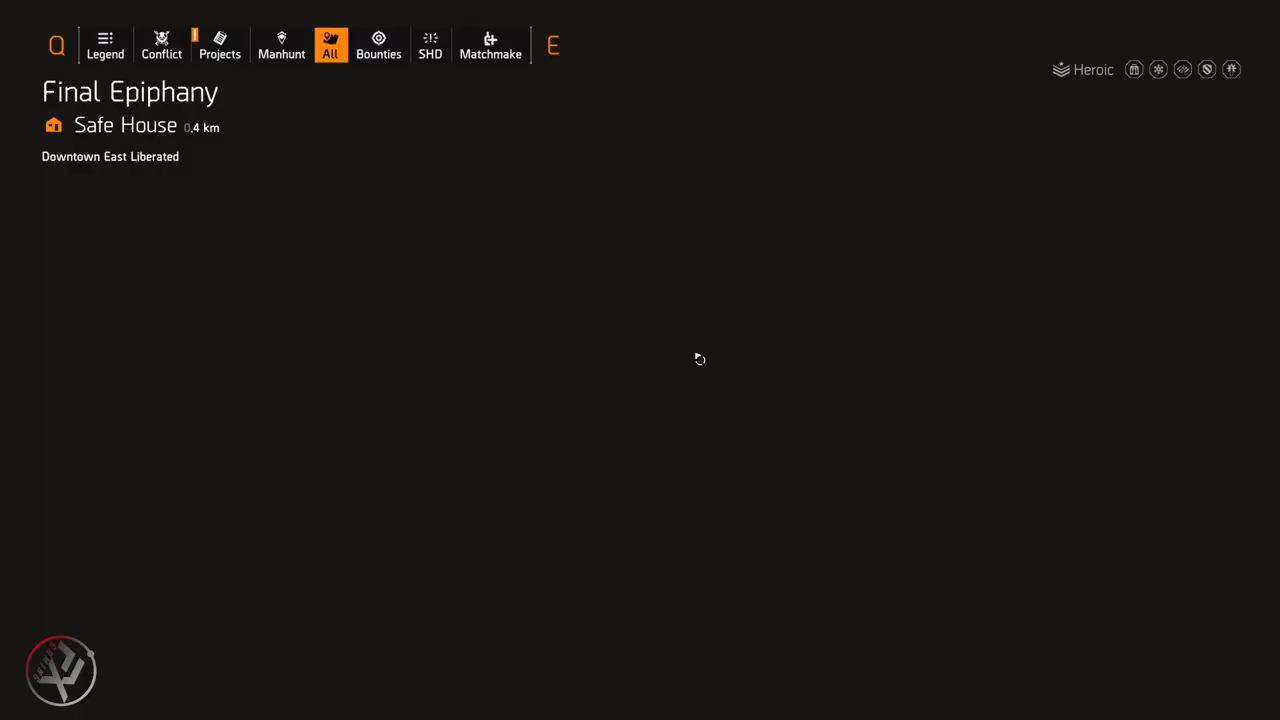 Q
Legend
Conflict
Projects
Manhunt
All
Bounties
SHD
Matchmake
E
Heroic
Final Epiphany
Safe House 0.4 km
Downtown East Liberated